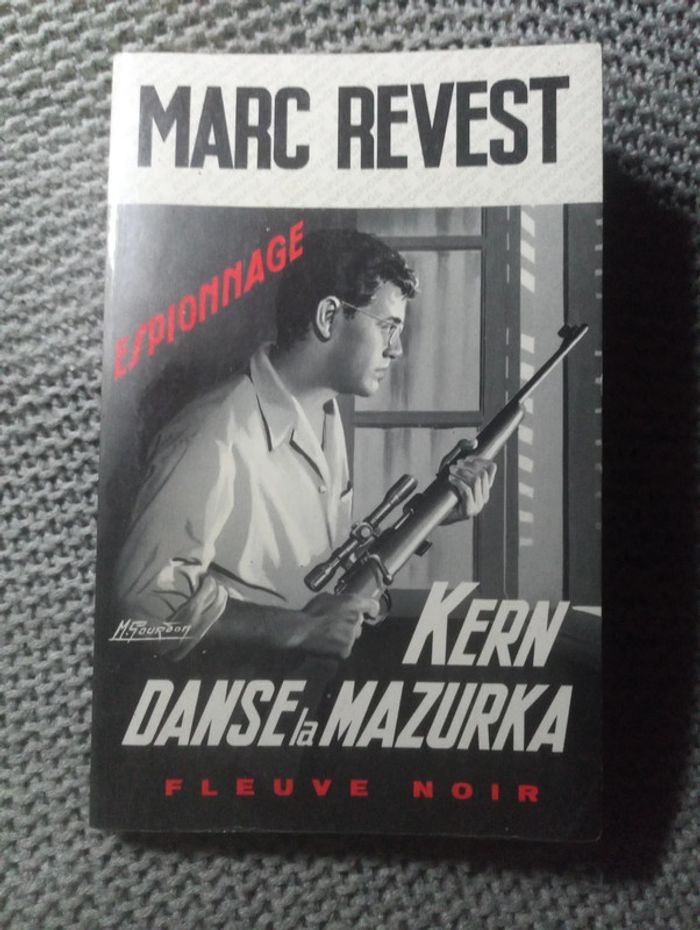 MARC REVEST
ESPIONNAGE
M. Gourdon
KERN
DANSE la MAZURKA
FLEUVE NOIR